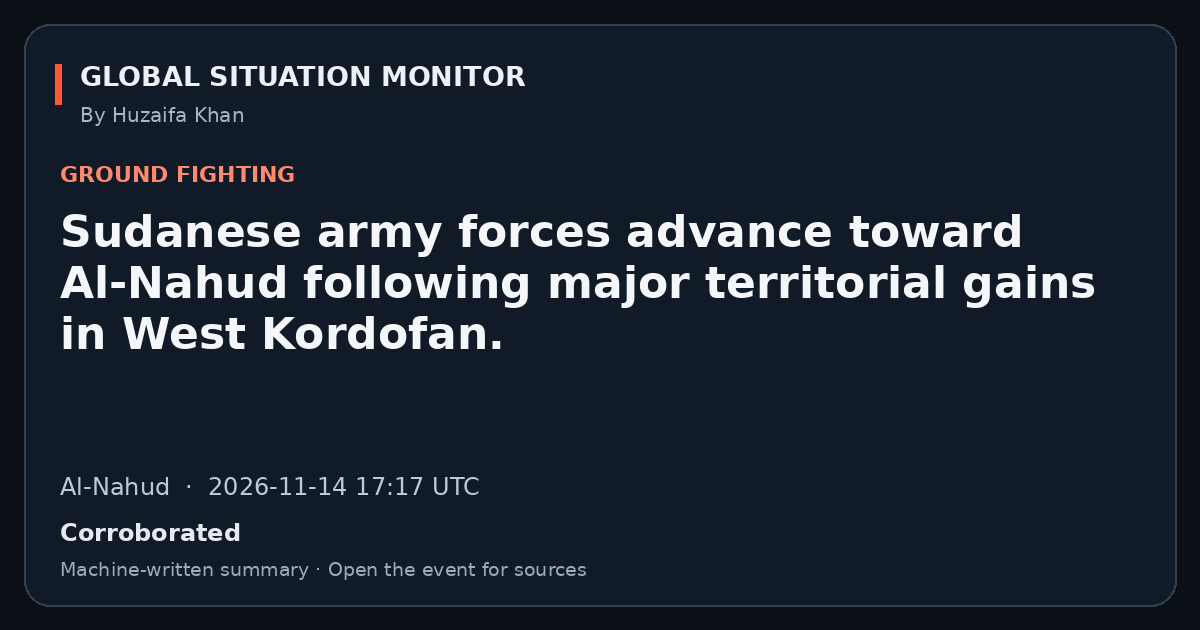 GLOBAL SITUATION MONITOR
By Huzaifa Khan
GROUND FIGHTING
Sudanese army forces advance toward
Al-Nahud following major territorial gains
in West Kordofan.
Al-Nahud · 2026-11-14 17:17 UTC
Corroborated
Machine-written summary · Open the event for sources